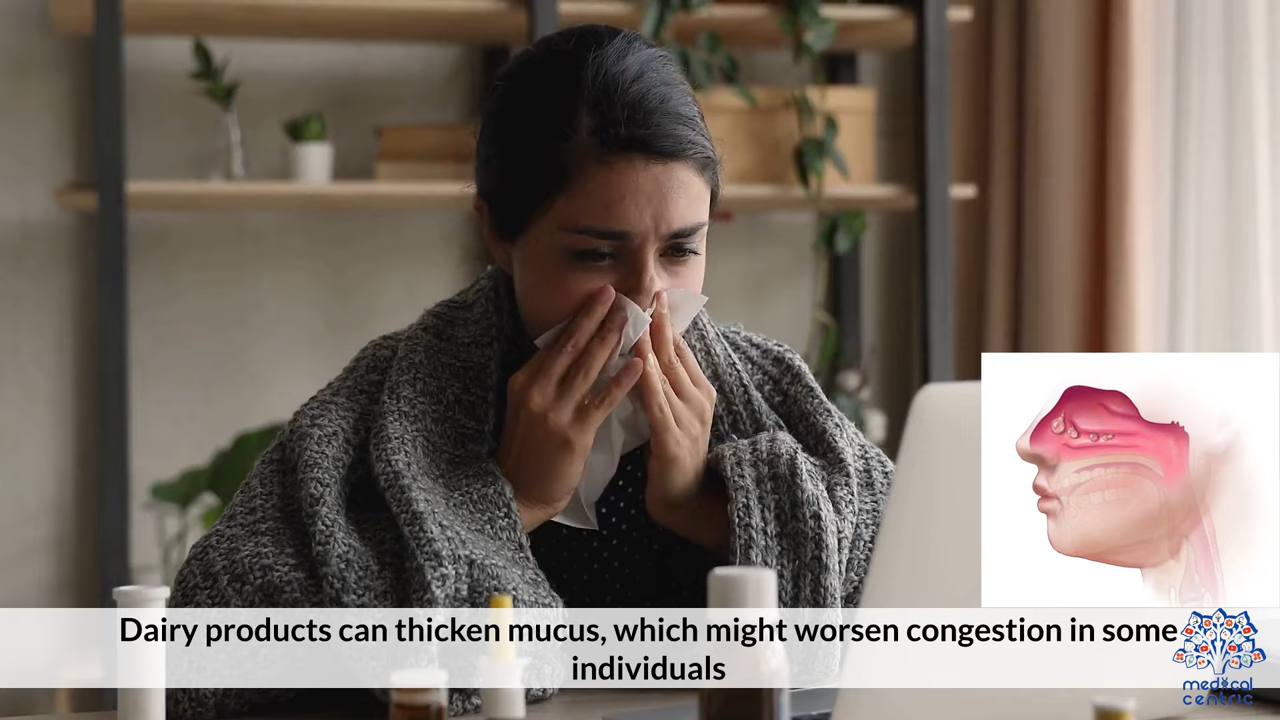 Dairy products can thicken mucus, which might worsen congestion in some
individuals
medical
centric